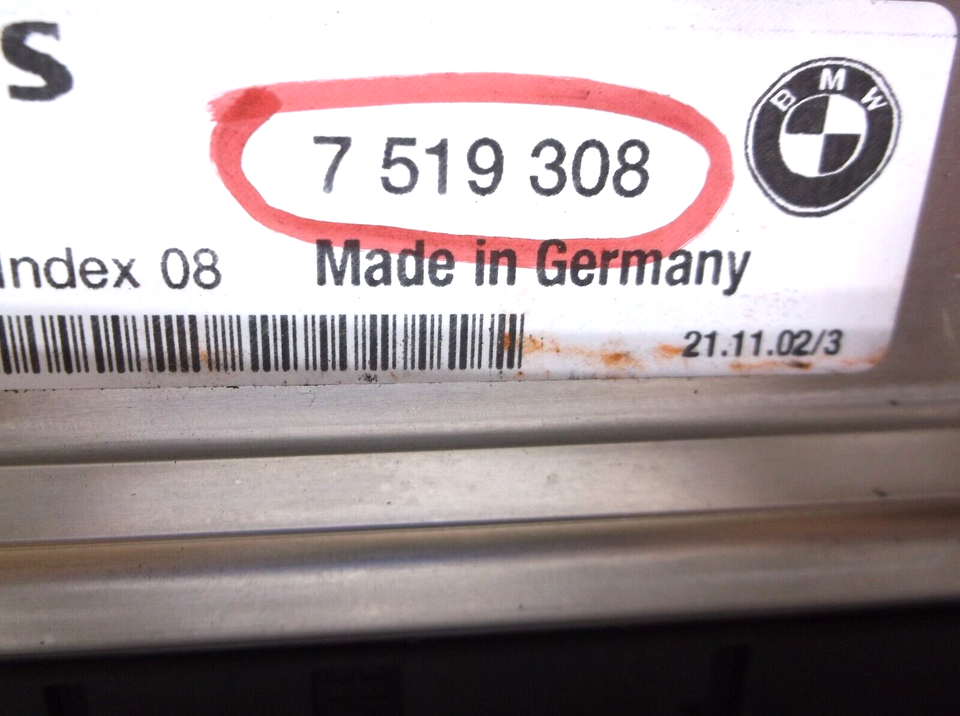 S
7 519 308
BMW
Index 08
Made in Germany
21.11.02/3